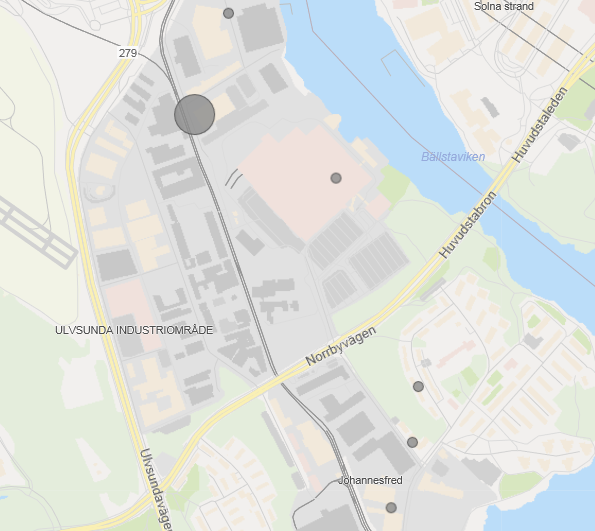 Solna strand
279
Huvudstaleden
Bällstaviken
Huvudstabron
ULVSUNDA INDUSTRIOMRÅDE
Norrbyvägen
Johannesfred
Ulvsundavägen